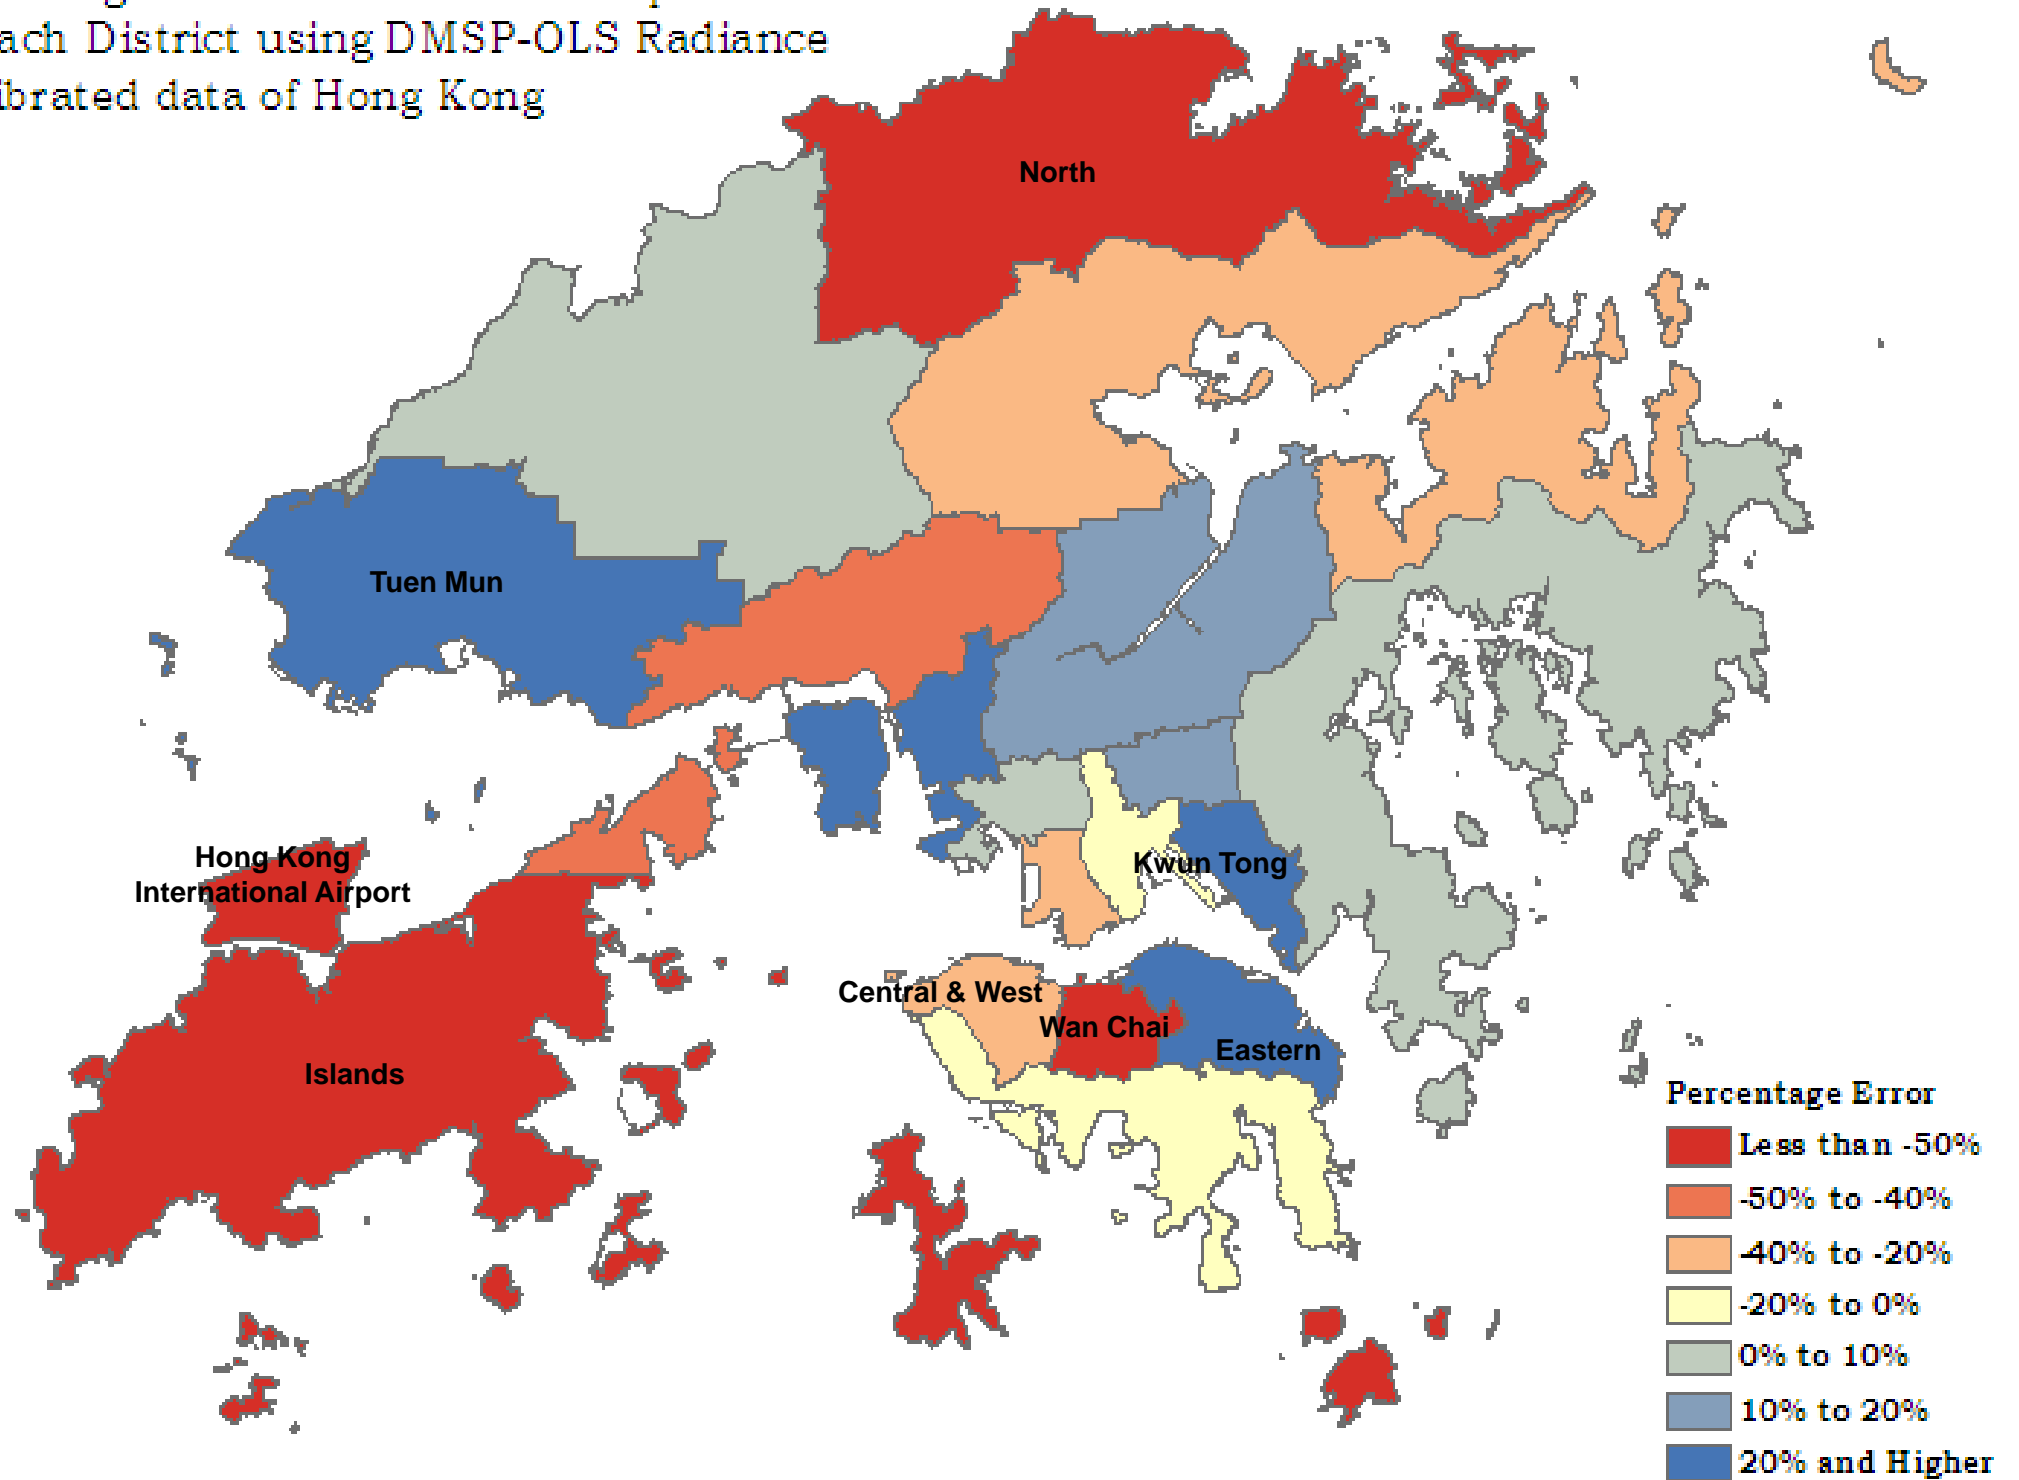 ach District using DMSP-OLS Radiance
ibrated data of Hong Kong
North
Tuen Mun
Hong Kong
International Airport
Kwun Tong
Central & West
Wan Chai
Eastern
Islands
Percentage Error
Less than -50%
-50% to -40%
-40% to -20%
-20% to 0%
0% to 10%
10% to 20%
20% and Higher